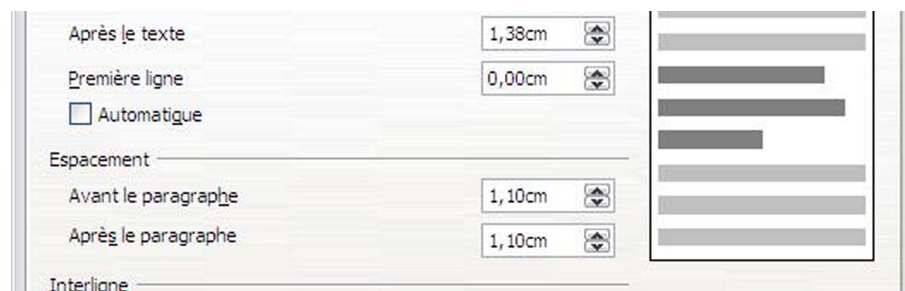 Après le texte 1,38cm
Première ligne 0,00cm
Automatique
Espacement
Avant le paragraphe 1,10cm
Après le paragraphe 1,10cm
Interligne